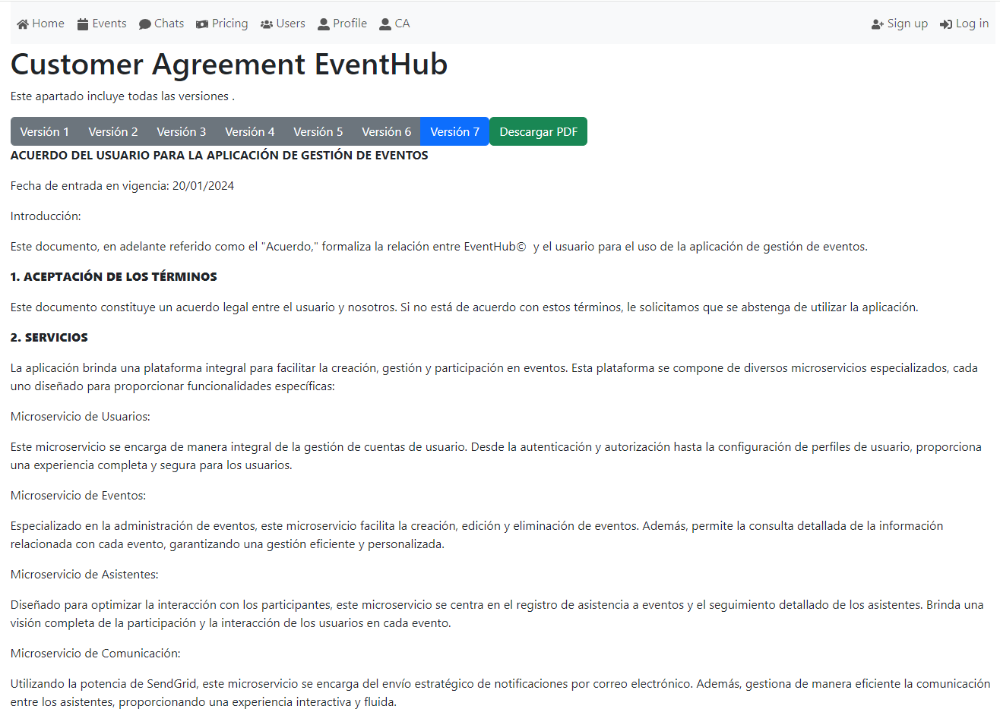 Home Events Chats Pricing Users Profile CA Sign up Log in
Customer Agreement EventHub
Este apartado incluye todas las versiones .
Versión 1 Versión 2 Versión 3 Versión 4 Versión 5 Versión 6 Versión 7 Descargar PDF
ACUERDO DEL USUARIO PARA LA APLICACIÓN DE GESTIÓN DE EVENTOS
Fecha de entrada en vigencia: 20/01/2024
Introducción:
Este documento, en adelante referido como el "Acuerdo," formaliza la relación entre EventHub© y el usuario para el uso de la aplicación de gestión de eventos.
1. ACEPTACIÓN DE LOS TÉRMINOS
Este documento constituye un acuerdo legal entre el usuario y nosotros. Si no está de acuerdo con estos términos, le solicitamos que se abstenga de utilizar la aplicación.
2. SERVICIOS
La aplicación brinda una plataforma integral para facilitar la creación, gestión y participación en eventos. Esta plataforma se compone de diversos microservicios especializados, cada
uno diseñado para proporcionar funcionalidades específicas:
Microservicio de Usuarios:
Este microservicio se encarga de manera integral de la gestión de cuentas de usuario. Desde la autenticación y autorización hasta la configuración de perfiles de usuario, proporciona
una experiencia completa y segura para los usuarios.
Microservicio de Eventos:
Especializado en la administración de eventos, este microservicio facilita la creación, edición y eliminación de eventos. Además, permite la consulta detallada de la información
relacionada con cada evento, garantizando una gestión eficiente y personalizada.
Microservicio de Asistentes:
Diseñado para optimizar la interacción con los participantes, este microservicio se centra en el registro de asistencia a eventos y el seguimiento detallado de los asistentes. Brinda una
visión completa de la participación y la interacción de los usuarios en cada evento.
Microservicio de Comunicación:
Utilizando la potencia de SendGrid, este microservicio se encarga del envío estratégico de notificaciones por correo electrónico. Además, gestiona de manera eficiente la comunicación
entre los asistentes, proporcionando una experiencia interactiva y fluida.